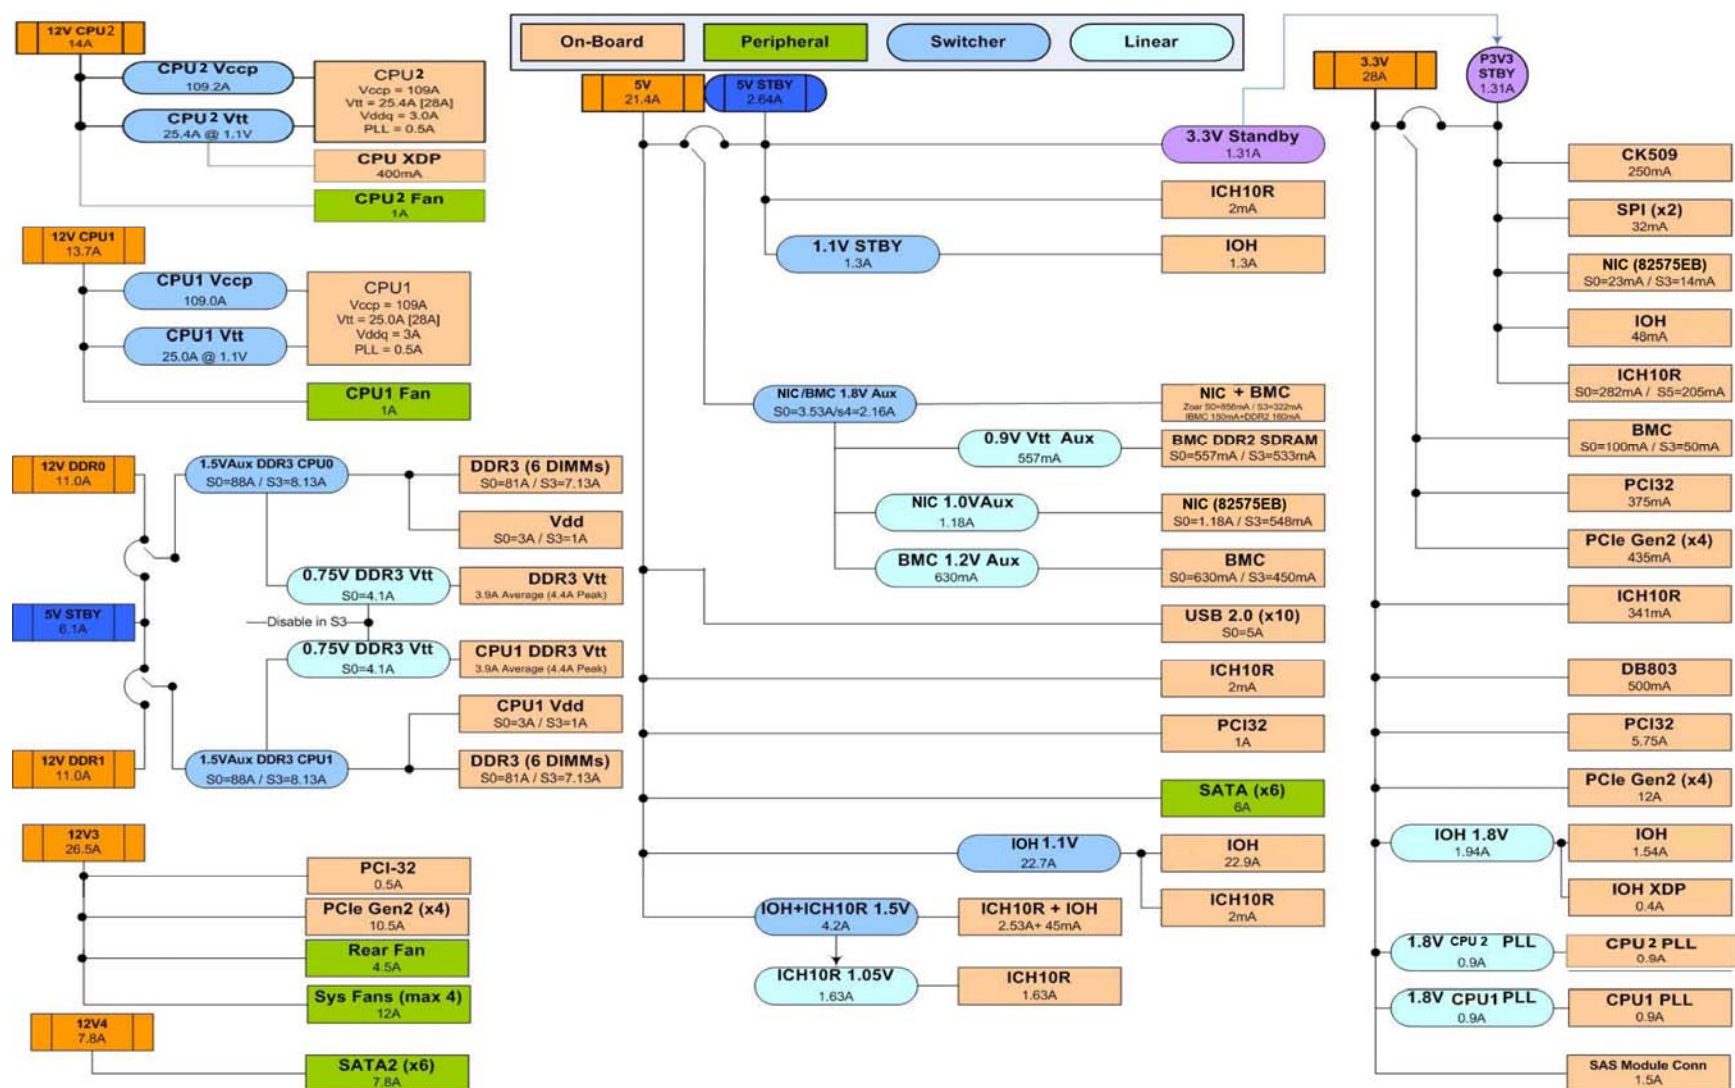 On-Board
Peripheral
Switcher
Linear
12V CPU2
14A
CPU2 Vccp
109.2A
CPU2 Vtt
25.4A @ 1.1V
CPU2
Vccp = 109A
Vtt = 25.4A [28A]
Vddq = 3.0A
PLL = 0.5A
CPU XDP
400mA
CPU2 Fan
1A
12V CPU1
13.7A
CPU1 Vccp
109.0A
CPU1 Vtt
25.0A @ 1.1V
CPU1
Vccp = 109A
Vtt = 25.0A [28A]
Vddq = 3A
PLL = 0.5A
CPU1 Fan
1A
12V DDR0
11.0A
5V STBY
6.1A
12V DDR1
11.0A
1.5VAux DDR3 CPU0
S0=88A / S3=8.13A
0.75V DDR3 Vtt
S0=4.1A
Disable in S3
0.75V DDR3 Vtt
S0=4.1A
1.5VAux DDR3 CPU1
S0=88A / S3=8.13A
DDR3 (6 DIMMs)
S0=81A / S3=7.13A
Vdd
S0=3A / S3=1A
DDR3 Vtt
3.9A Average (4.4A Peak)
CPU1 DDR3 Vtt
3.9A Average (4.4A Peak)
CPU1 Vdd
S0=3A / S3=1A
DDR3 (6 DIMMs)
S0=81A / S3=7.13A
12V3
26.5A
PCI-32
0.5A
PCIe Gen2 (x4)
10.5A
Rear Fan
4.5A
Sys Fans (max 4)
12A
12V4
7.8A
SATA2 (x6)
7.8A
5V
21.4A
5V STBY
2.64A
3.3V Standby
1.31A
ICH10R
2mA
1.1V STBY
1.3A
IOH
1.3A
NIC/BMC 1.8V Aux
S0=3.53A/s4=2.16A
NIC + BMC
Zoar S0=856mA / S3=322mA
IBMC 150mA+DDR2 160mA
0.9V Vtt Aux
557mA
BMC DDR2 SDRAM
S0=557mA / S3=533mA
NIC 1.0VAux
1.18A
NIC (82575EB)
S0=1.18A / S3=548mA
BMC 1.2V Aux
630mA
BMC
S0=630mA / S3=450mA
USB 2.0 (x10)
S0=5A
ICH10R
2mA
PCI32
1A
SATA (x6)
6A
IOH 1.1V
22.7A
IOH
22.9A
ICH10R
2mA
IOH+ICH10R 1.5V
4.2A
ICH10R + IOH
2.53A+ 45mA
ICH10R 1.05V
1.63A
ICH10R
1.63A
3.3V
28A
P3V3
STBY
1.31A
CK509
250mA
SPI (x2)
32mA
NIC (82575EB)
S0=23mA / S3=14mA
IOH
48mA
ICH10R
S0=282mA / S5=205mA
BMC
S0=100mA / S3=50mA
PCI32
375mA
PCIe Gen2 (x4)
435mA
ICH10R
341mA
DB803
500mA
PCI32
5.75A
PCIe Gen2 (x4)
12A
IOH 1.8V
1.94A
IOH
1.54A
IOH XDP
0.4A
1.8V CPU 2 PLL
0.9A
CPU2 PLL
0.9A
1.8V CPU1 PLL
0.9A
CPU1 PLL
0.9A
SAS Module Conn
1.5A